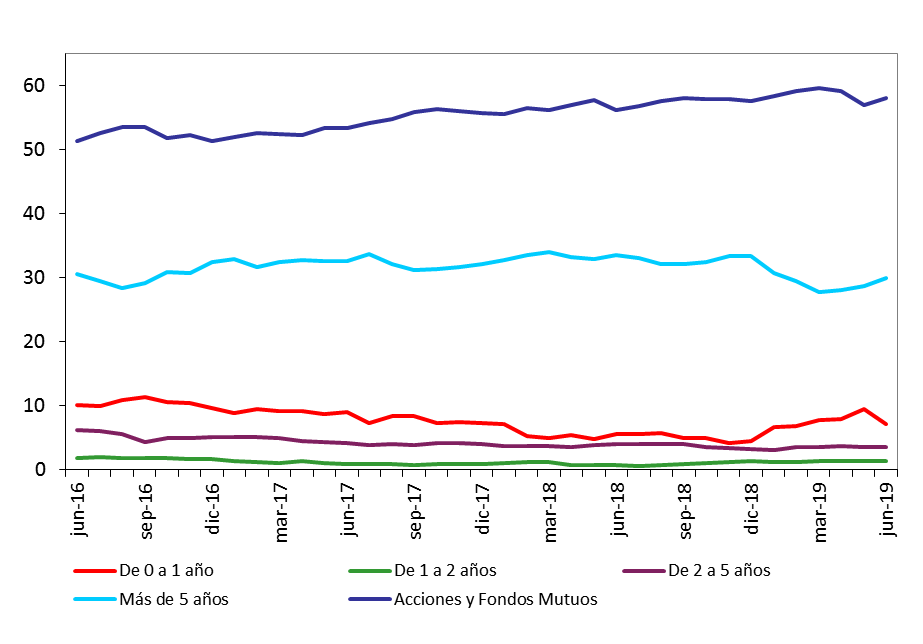 60
50
40
30
20
10
0
jun-16
sep-16
dic-16
mar-17
jun-17
sep-17
dic-17
mar-18
jun-18
sep-18
dic-18
mar-19
jun-19
De 0 a 1 año
De 1 a 2 años
De 2 a 5 años
Más de 5 años
Acciones y Fondos Mutuos